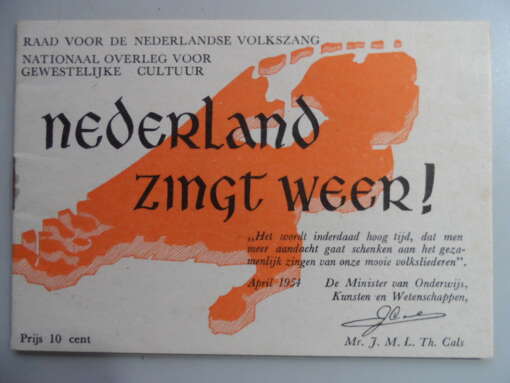 RAAD VOOR DE NEDERLANDSE VOLKSZANG
NATIONAAL OVERLEG VOOR
GEWESTELIJKE CULTUUR
nederland
zingt weer!
„Het wordt inderdaad hoog tijd, dat men
meer aandacht gaat schenken aan het geza-
menlijk zingen van onze mooie volksliederen".
April 1954 De Minister van Onderwijs,
Kunsten en Wetenschappen,
Prijs 10 cent
Mr. J. M. L. Th. Cals